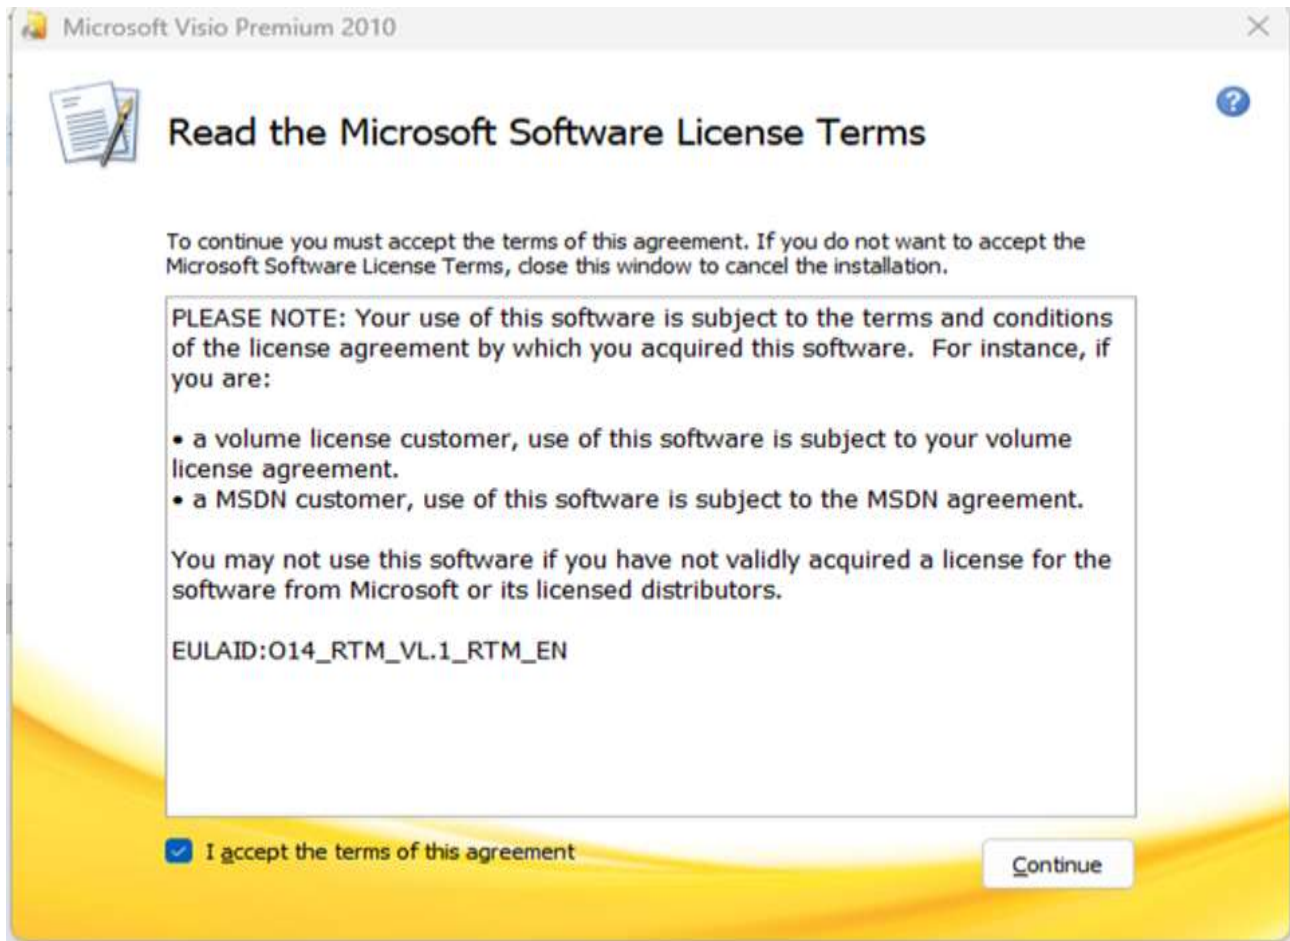 Microsoft Visio Premium 2010
Read the Microsoft Software License Terms
To continue you must accept the terms of this agreement. If you do not want to accept the
Microsoft Software License Terms, close this window to cancel the installation.
PLEASE NOTE: Your use of this software is subject to the terms and conditions
of the license agreement by which you acquired this software.  For instance, if
you are:
• a volume license customer, use of this software is subject to your volume
license agreement.
• a MSDN customer, use of this software is subject to the MSDN agreement.
You may not use this software if you have not validly acquired a license for the
software from Microsoft or its licensed distributors.
EULAID:O14_RTM_VL.1_RTM_EN
I accept the terms of this agreement
Continue